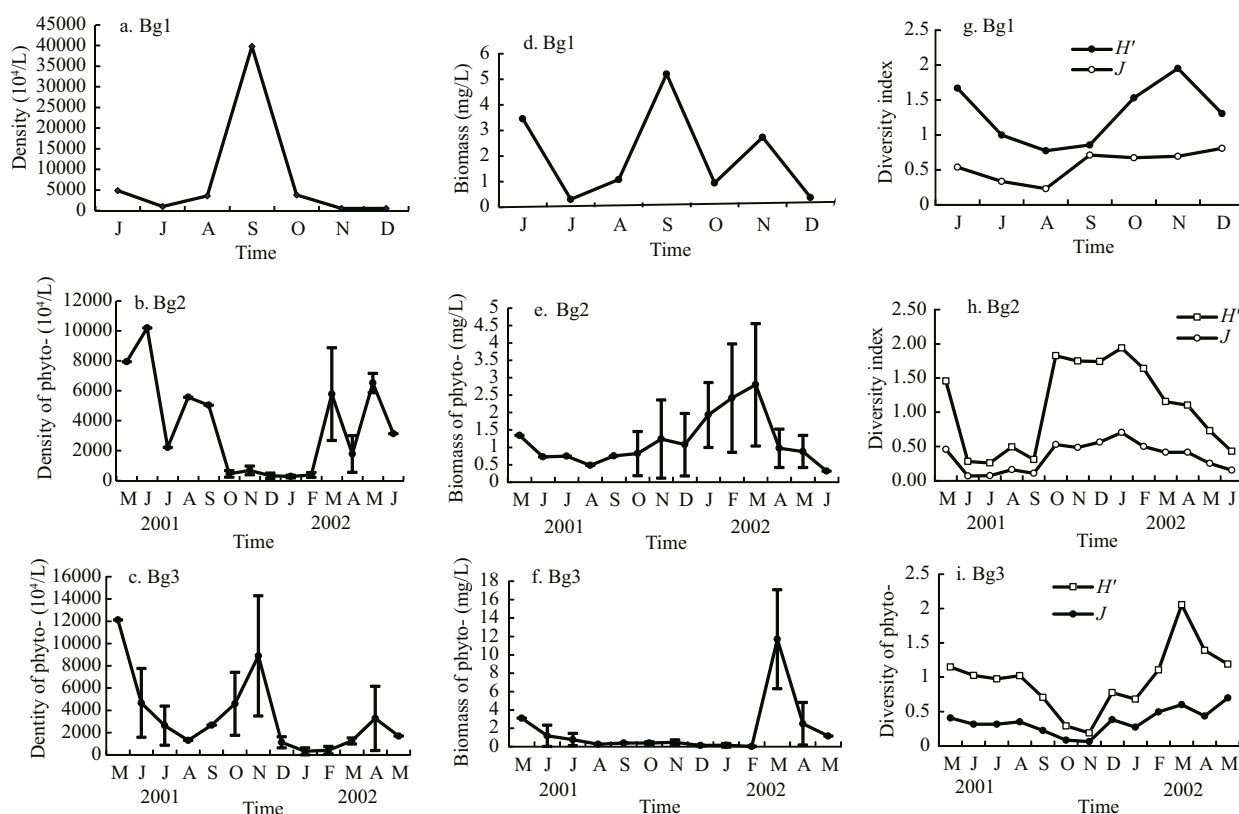 a. Bg1
Density (10⁴/L)
45000
40000
35000
30000
25000
20000
15000
10000
5000
0
J J A S O N D
Time
d. Bg1
Biomass (mg/L)
6
5
4
3
2
1
0
J J A S O N D
Time
g. Bg1
H'
J
Diversity index
2.5
2
1.5
1
0.5
0
J J A S O N D
Time
b. Bg2
Density of phyto- (10⁴/L)
12000
10000
8000
6000
4000
2000
0
M J J A S O N D J F M A M J
2001 2002
Time
e. Bg2
Biomass of phyto- (mg/L)
5
4.5
4
3.5
3
2.5
2
1.5
1
0.5
0
M J J A S O N D J F M A M J
2001 2002
Time
h. Bg2
H'
J
Diversity index
2.50
2.00
1.50
1.00
0.50
0.00
M J J A S O N D J F M A M J
2001 2002
Time
c. Bg3
Dentity of phyto- (10⁴/L)
16000
14000
12000
10000
8000
6000
4000
2000
0
M J J A S O N D J F M A M
2001 2002
Time
f. Bg3
Biomass of phyto- (mg/L)
18
16
14
12
10
8
6
4
2
0
M J J A S O N D J F M A M
2001 2002
Time
i. Bg3
H'
J
Diversity of phyto-
2.5
2
1.5
1
0.5
0
M J J A S O N D J F M A M
2001 2002
Time